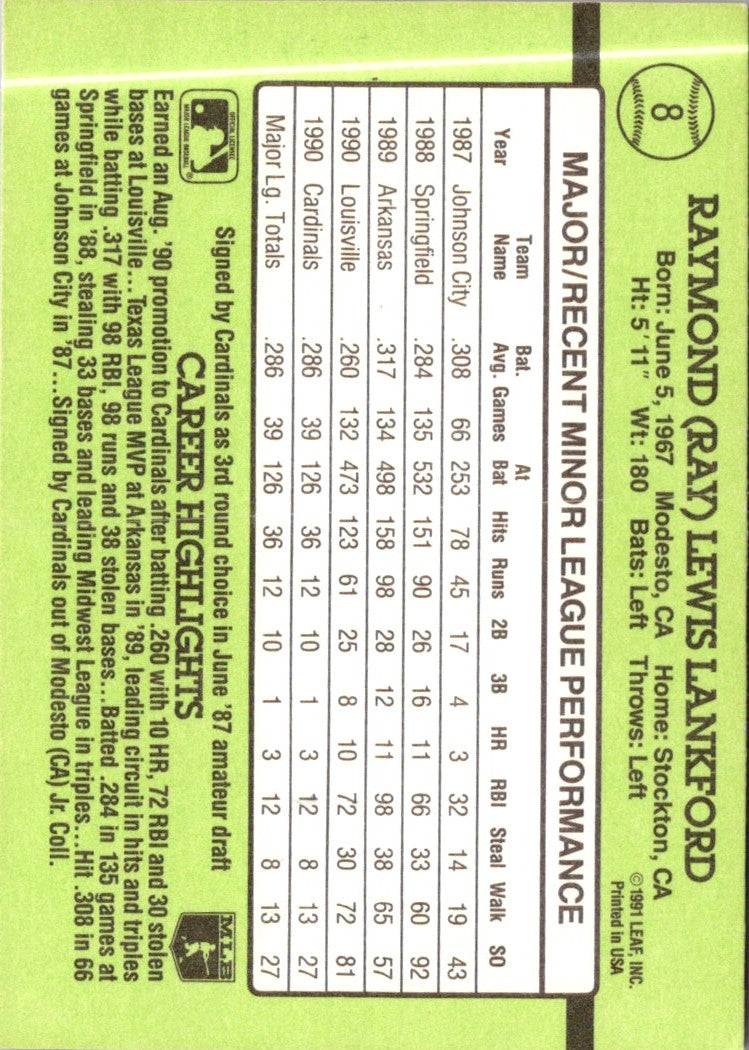 8
RAYMOND (RAY) LEWIS LANKFORD
Born: June 5, 1967 Modesto, CA Home: Stockton, CA
Ht: 5'11" Wt: 180 Bats: Left Throws: Left
©1991 LEAF, INC.
Printed in USA
MAJOR/RECENT MINOR LEAGUE PERFORMANCE
Year Team Name Bat. Avg. Games At Bat Hits Runs 2B 3B HR RBI Steal Walk SO
1987 Johnson City .308 66 253 78 45 17 4 3 32 14 19 43
1988 Springfield .284 135 532 151 90 26 16 11 66 33 60 92
1989 Arkansas .317 134 498 158 98 28 12 11 98 38 65 57
1990 Louisville .260 132 473 123 61 25 8 10 72 30 72 81
1990 Cardinals .286 39 126 36 12 10 1 3 12 8 13 27
Major Lg. Totals .286 39 126 36 12 10 1 3 12 8 13 27
OFFICIAL LICENSEE
MAJOR LEAGUE BASEBALL
®
Signed by Cardinals as 3rd round choice in June '87 amateur draft
CAREER HIGHLIGHTS
MLB
Earned an Aug. '90 promotion to Cardinals after batting .260 with 10 HR, 72 RBI and 30 stolen
bases at Louisville... Texas League MVP at Arkansas in '89, leading circuit in hits and triples
while batting .317 with 98 RBI, 98 runs and 38 stolen bases...Batted .284 in 135 games at
Springfield in '88, stealing 33 bases and leading Midwest League in triples...Hit .308 in 66
games at Johnson City in '87...Signed by Cardinals out of Modesto (CA) Jr. Coll.